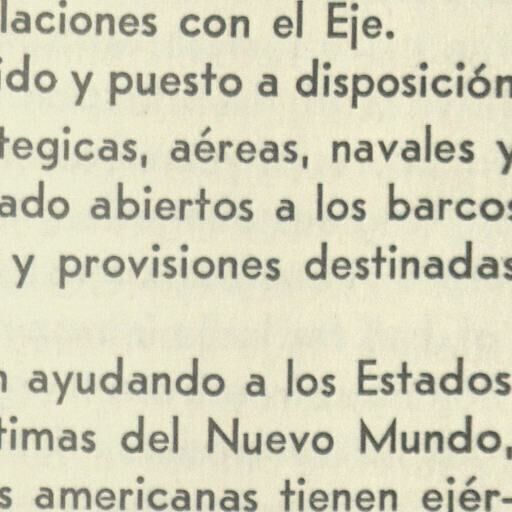 laciones con el Eje.
ido y puesto a disposición
tegicas, aéreas, navales y
ado abiertos a los barcos
y provisiones destinadas
n ayudando a los Estados
timas del Nuevo Mundo,
s americanas tienen ejér-